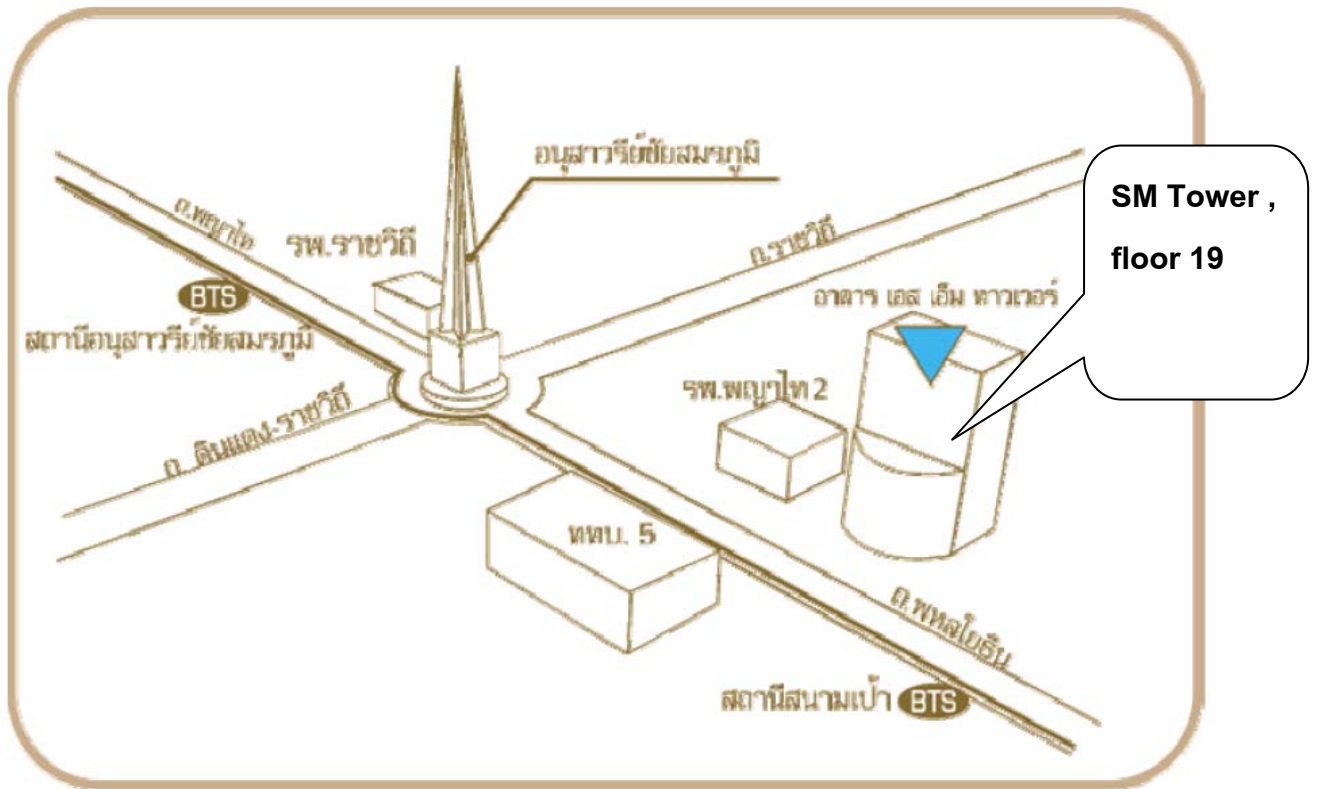 อนุสาวรีย์ชัยสมรภูมิ
ถ.พญาไท
รพ.ราชวิถี
ถ.ราชวิถี
SM Tower ,
floor 19
BTS
สถานีอนุสาวรีย์ชัยสมรภูมิ
อาคาร เอส เอ็ม ทาวเวอร์
รพ.พญาไท 2
ถ. ดินแดง-ราชวิถี
ททบ. 5
ถ.พหลโยธิน
สถานีสนามเป้า BTS